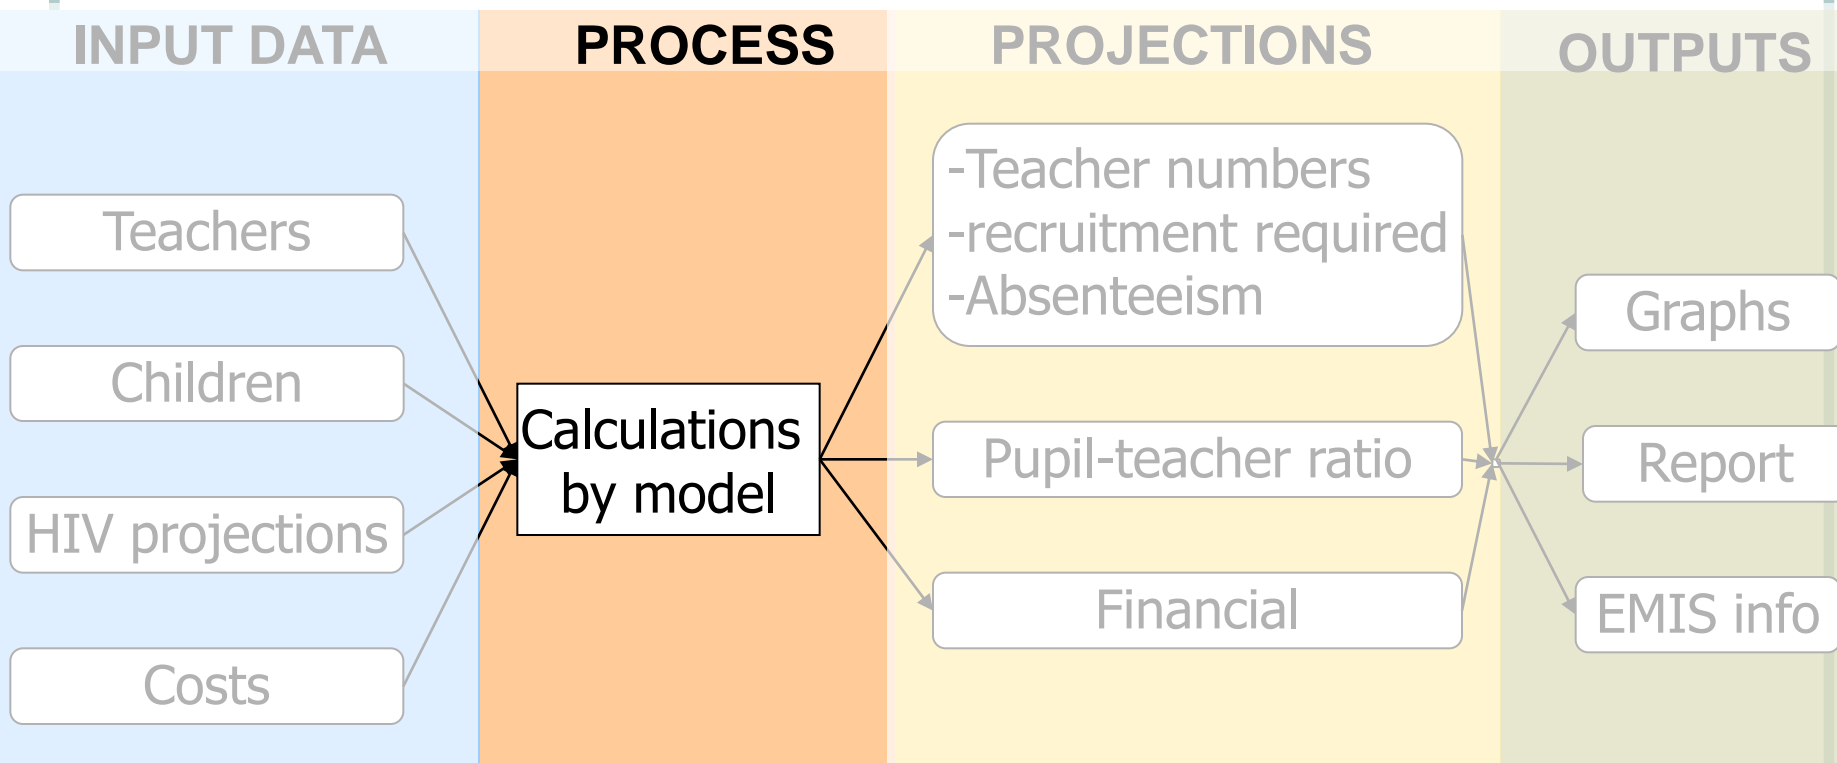 INPUT DATA
PROCESS
PROJECTIONS
OUTPUTS
Teachers
Children
HIV projections
Costs
Calculations
by model
-Teacher numbers
-recruitment required
-Absenteeism
Pupil-teacher ratio
Financial
Graphs
Report
EMIS info